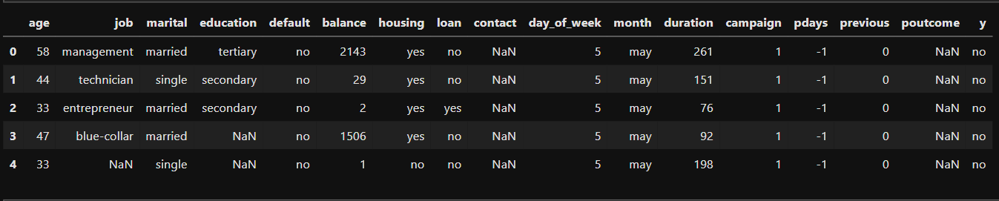 age job marital education default balance housing loan contact day_of_week month duration campaign pdays previous poutcome y
0 58 management married tertiary no 2143 yes no NaN 5 may 261 1 -1 0 NaN no
1 44 technician single secondary no 29 yes no NaN 5 may 151 1 -1 0 NaN no
2 33 entrepreneur married secondary no 2 yes yes NaN 5 may 76 1 -1 0 NaN no
3 47 blue-collar married NaN no 1506 yes no NaN 5 may 92 1 -1 0 NaN no
4 33 NaN single NaN no 1 no no NaN 5 may 198 1 -1 0 NaN no